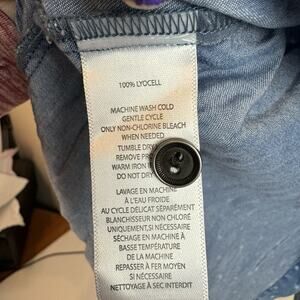 100% LYOCELL
MACHINE WASH COLD
GENTLE CYCLE
ONLY NON-CHLORINE BLEACH
WHEN NEEDED
TUMBLE DRY
REMOVE
WARM IRON
DO NOT DRY
LAVAGE EN MACHINE
À L'EAU FROIDE
AU CYCLE DÉLICAT SÉPARÉMENT
BLANCHISSEUR NON CHLORÉ
UNIQUEMENT, SI NÉCESSAIRE
SÉCHAGE EN MACHINE À
BASSE TEMPÉRATURE
DE LA MACHINE
REPASSER À FER MOYEN
SI NÉCESSAIRE
NETTOYAGE À SEC INTERDIT